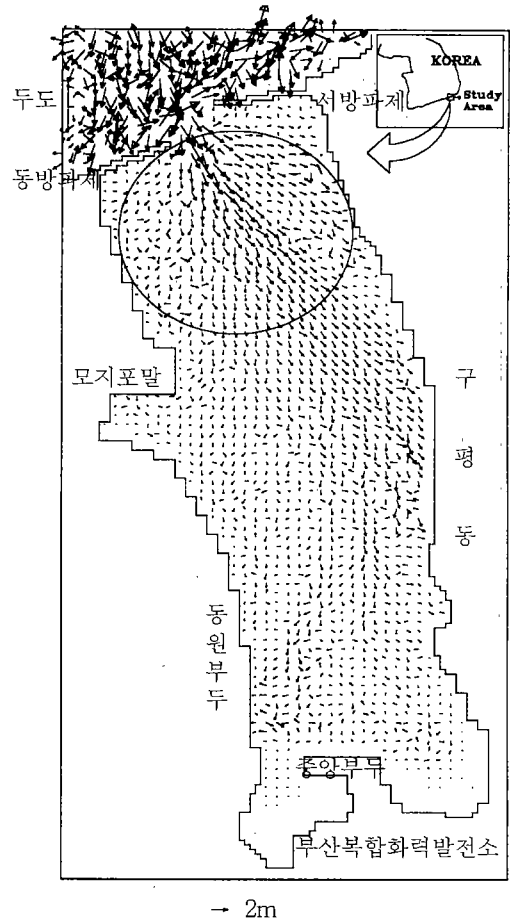 KOREA
Study
Area
두도
서방파제
동방파제
모지포말
구평동
동원부두
중앙부두
부산복합화력발전소
→ 2m